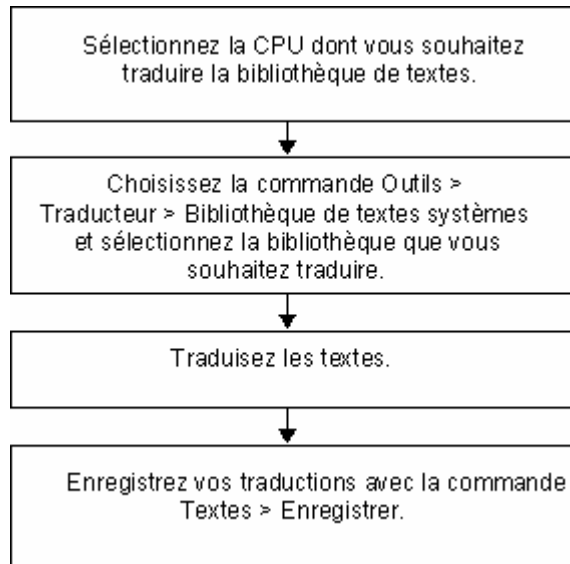 Sélectionnez la CPU dont vous souhaitez
traduire la bibliothèque de textes.
Choisissez la commande Outils >
Traducteur > Bibliothèque de textes systèmes
et sélectionnez la bibliothèque que vous
souhaitez traduire.
Traduisez les textes.
Enregistrez vos traductions avec la commande
Textes > Enregistrer.